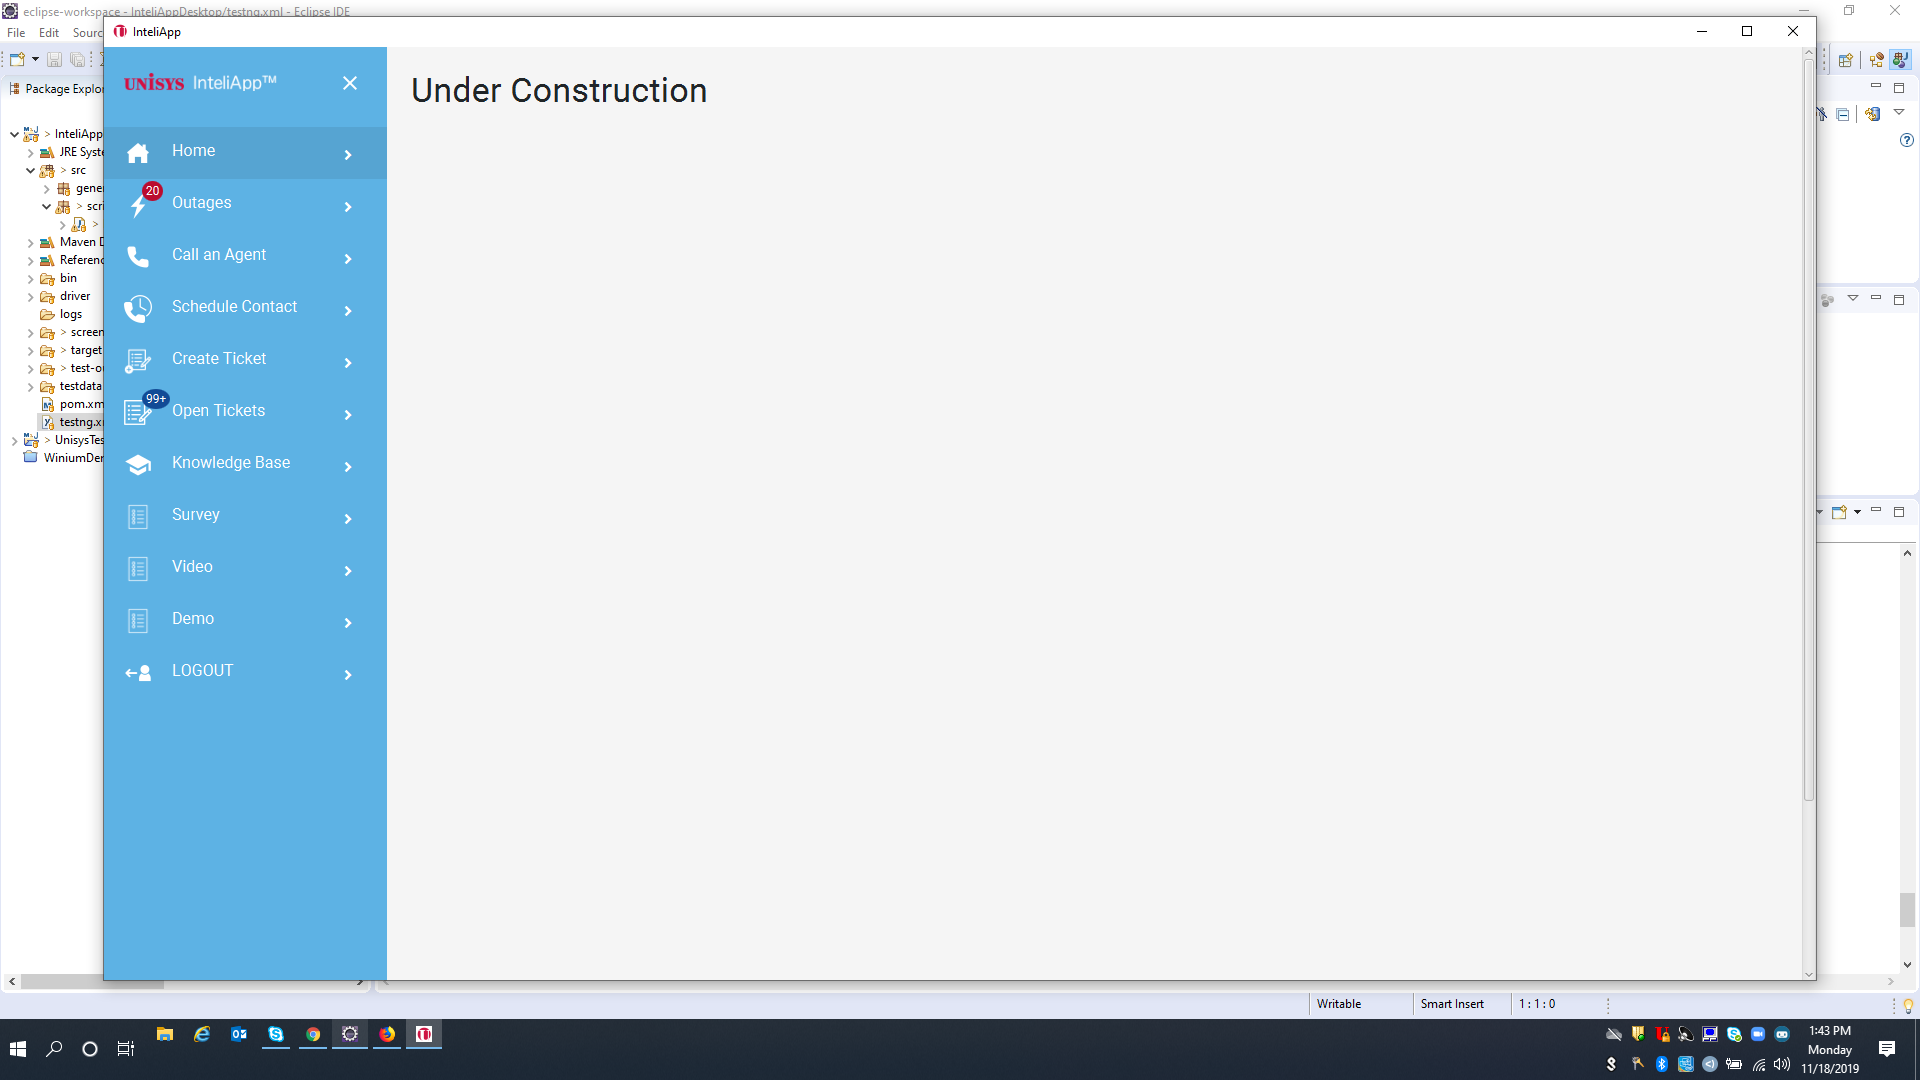 eclipse-workspace - InteliAppDesktop/testng.xml - Eclipse IDE
InteliApp
File Edit Sourc
UNISYS InteliApp™
Package Explo
Under Construction
> InteliApp
JRE Syste
> src
gene
> scri
>
Maven D
Referenc
bin
driver
logs
> screen
> target
> test-o
testdata
pom.xm
testng.x
> UnisysTes
WiniumDer
Home
20
Outages
Call an Agent
Schedule Contact
Create Ticket
99+
Open Tickets
Knowledge Base
Survey
Video
Demo
LOGOUT
Writable
Smart Insert
1 : 1 : 0
1:43 PM
Monday
11/18/2019